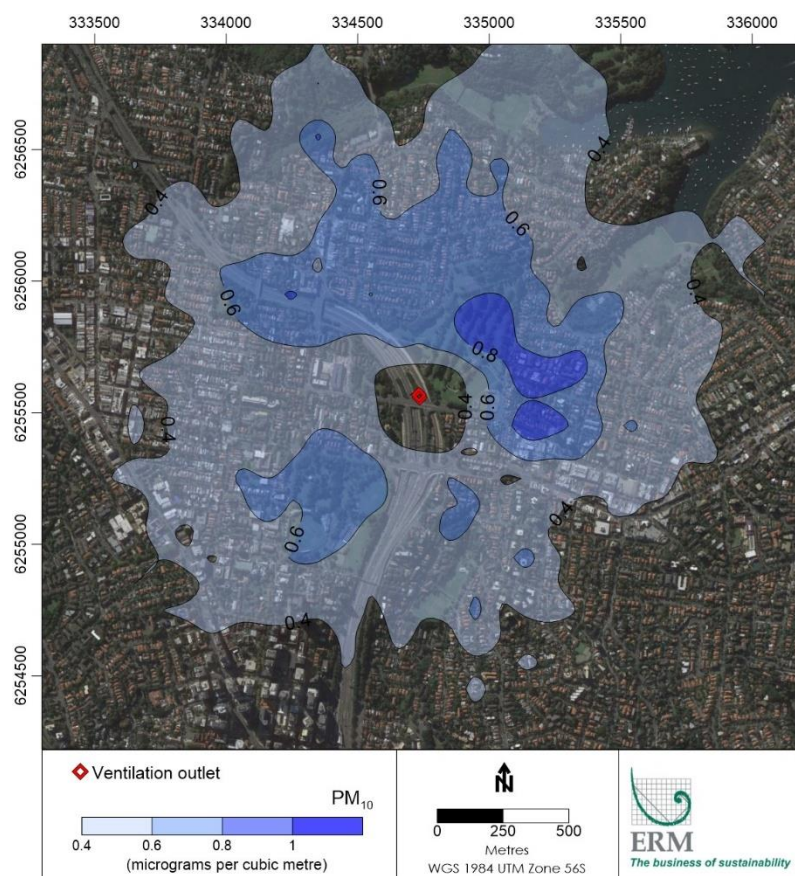 333500 334000 334500 335000 335500 336000
6256500
6256000
6255500
6255000
6254500
0.4
0.4
0.6
0.6
0.4
0.6
0.8
0.4
0.6
0.4
0.6
0.4
0.4
Ventilation outlet
PM10
0.4 0.6 0.8 1
(micrograms per cubic metre)
N
0 250 500
Metres
WGS 1984 UTM Zone 56S
ERM
The business of sustainability